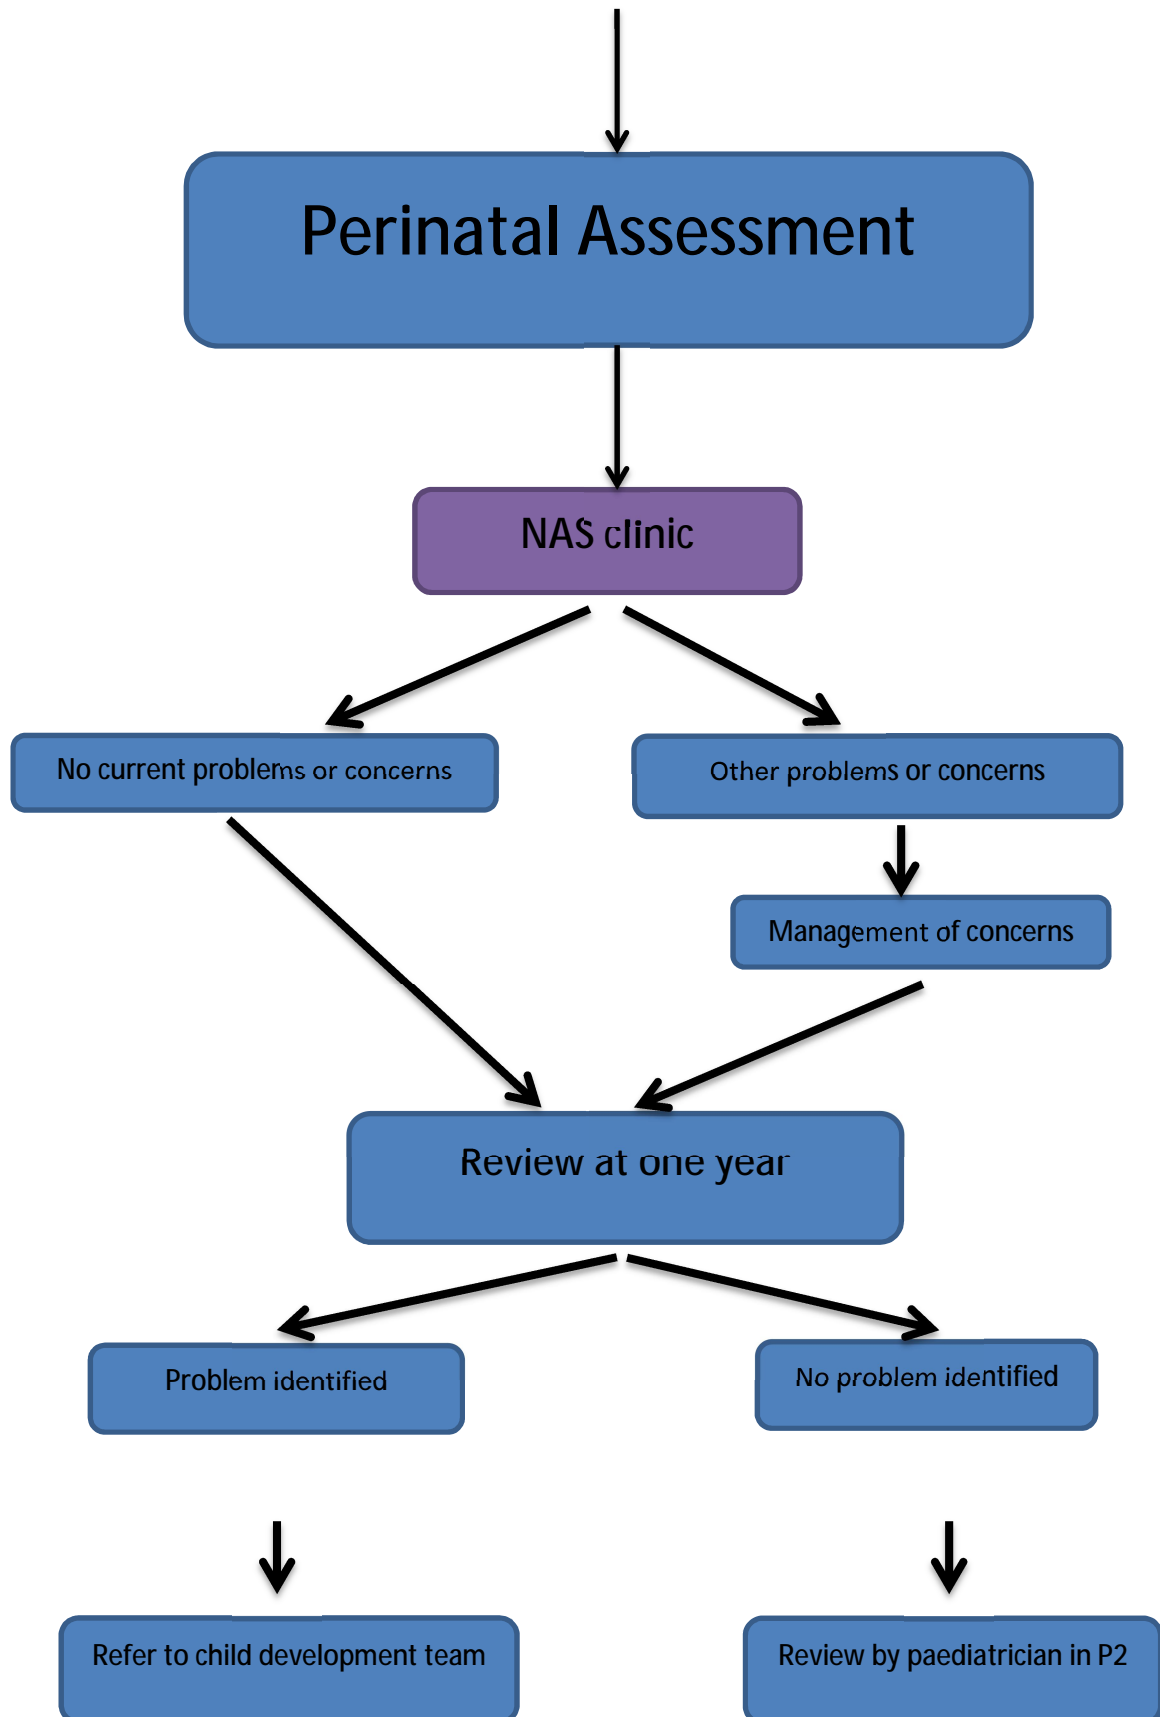 Perinatal Assessment
NAS clinic
No current problems or concerns
Other problems or concerns
Management of concerns
Review at one year
Problem identified
No problem identified
Refer to child development team
Review by paediatrician in P2